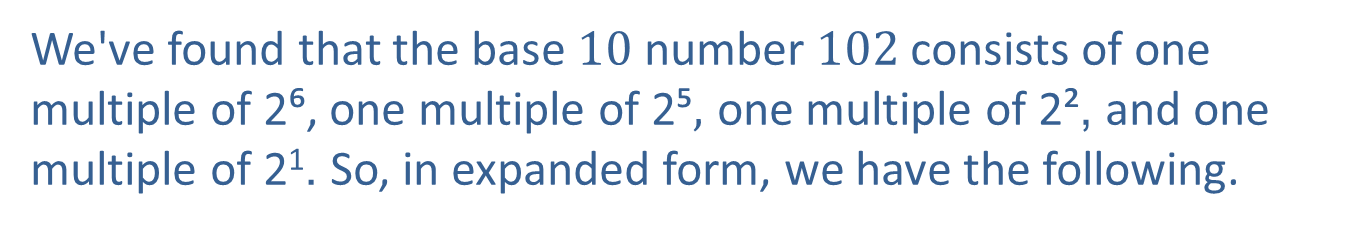 We've found that the base 10 number 102 consists of one
multiple of 2⁶, one multiple of 2⁵, one multiple of 2², and one
multiple of 2¹. So, in expanded form, we have the following.